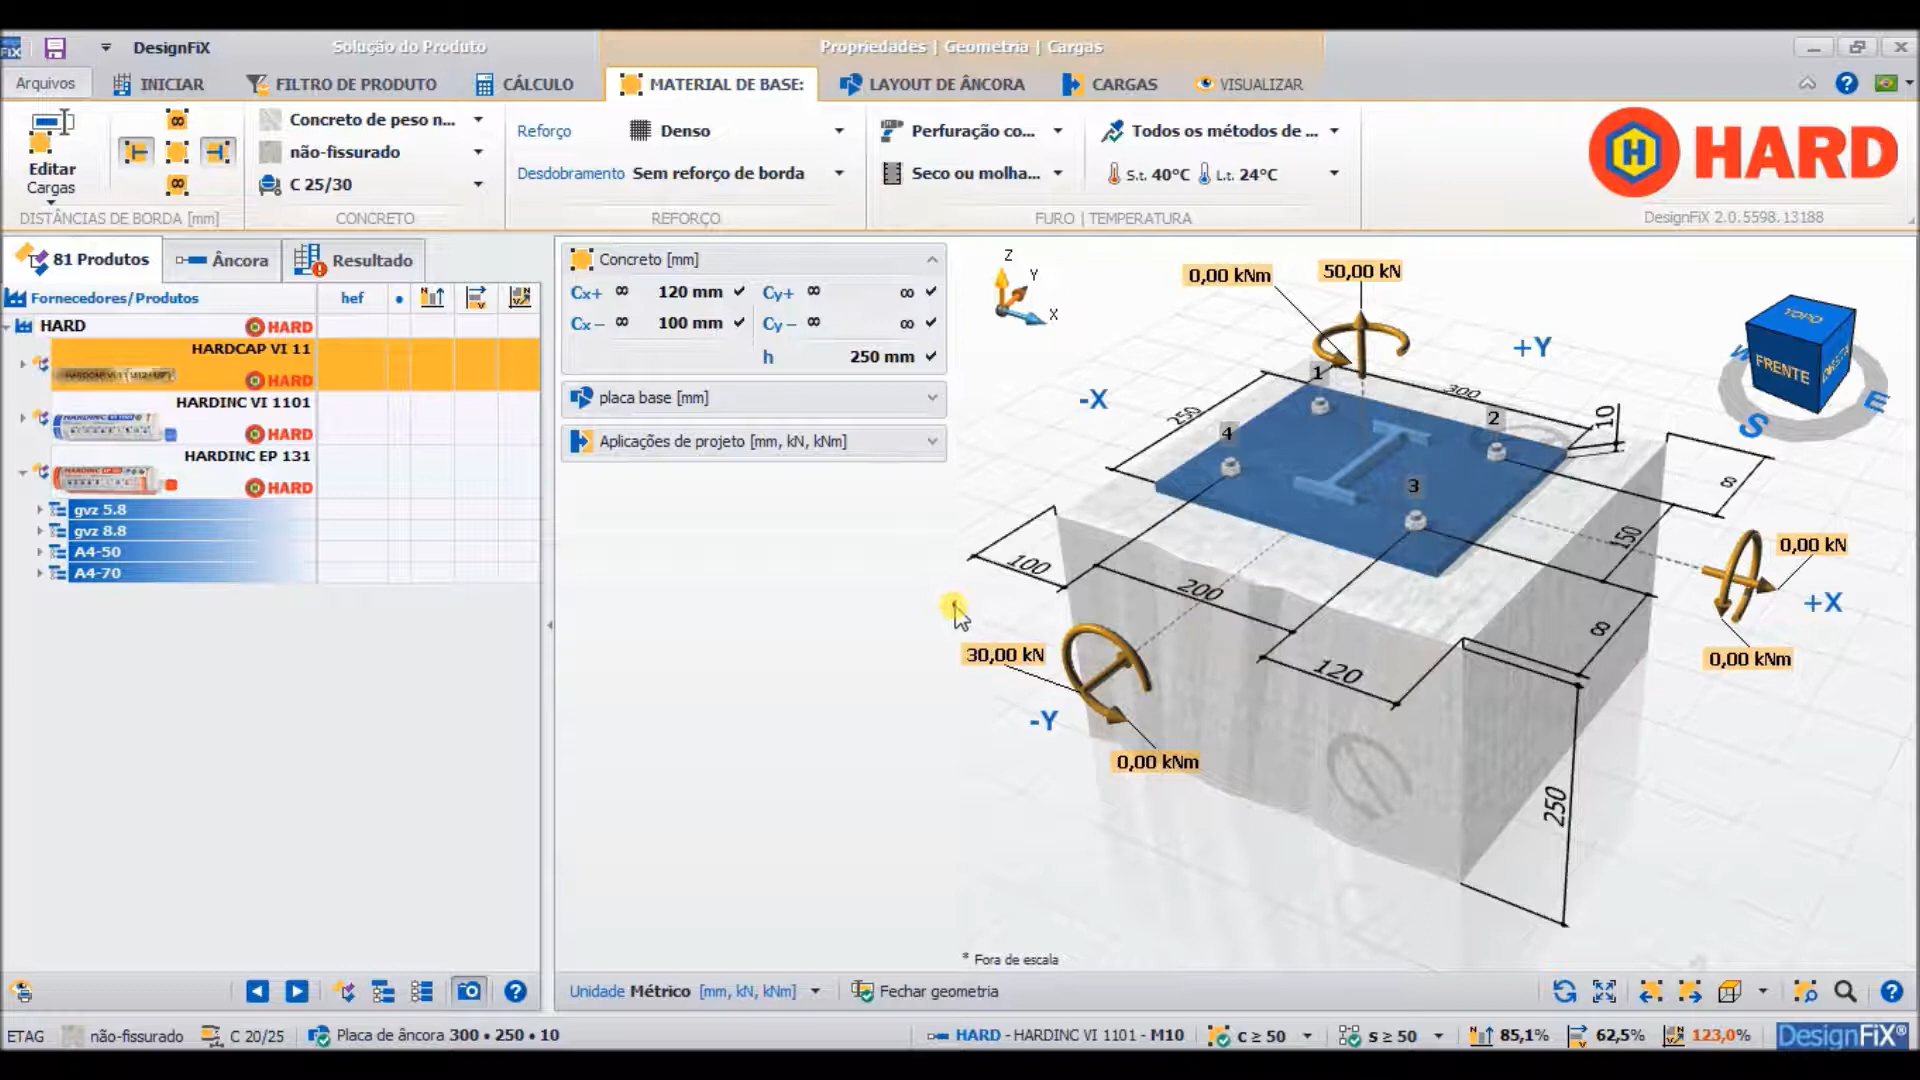 DesignFiX
Solução do Produto
Propriedades | Geometria | Cargas
Arquivos
INICIAR
FILTRO DE PRODUTO
CÁLCULO
MATERIAL DE BASE:
LAYOUT DE ÂNCORA
CARGAS
VISUALIZAR
Editar
Cargas
DISTÂNCIAS DE BORDA [mm]
Concreto de peso n...
não-fissurado
C 25/30
CONCRETO
Reforço
Denso
Desdobramento
Sem reforço de borda
REFORÇO
Perfuração co...
Seco ou molha...
Todos os métodos de ...
S.t. 40°C
L.t. 24°C
FURO | TEMPERATURA
HARD
DesignFiX 2.0.5598.13188
81 Produtos
Âncora
Resultado
Fornecedores/Produtos
hef
HARD
HARD
HARDCAP VI 11
HARD
HARDINC VI 1101
HARD
HARDINC EP 131
HARD
gvz 5.8
gvz 8.8
A4-50
A4-70
Concreto [mm]
Cx+ ∞ 120 mm
Cy+ ∞ ∞
Cx− ∞ 100 mm
Cy− ∞ ∞
h 250 mm
placa base [mm]
Aplicações de projeto [mm, kN, kNm]
Z
Y
X
0,00 kNm
50,00 kN
+Y
-X
TOPO
FRENTE
S
E
1
2
3
4
300
250
10
∞
150
∞
100
200
120
250
0,00 kN
+X
0,00 kNm
30,00 kN
-Y
0,00 kNm
* Fora de escala
Unidade Métrico [mm, kN, kNm]
Fechar geometria
ETAG
não-fissurado
C 20/25
Placa de âncora 300 • 250 • 10
HARD - HARDINC VI 1101 - M10
C ≥ 50
S ≥ 50
85,1%
62,5%
123,0%
DesignFiX®